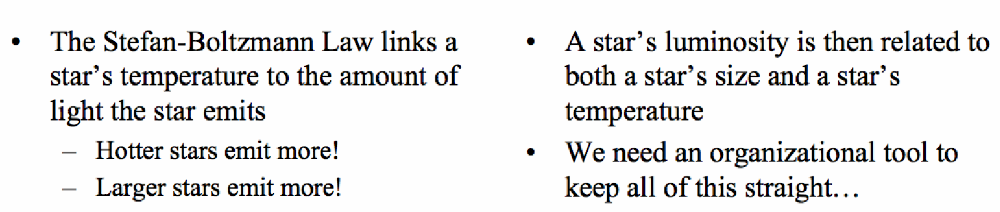 • The Stefan-Boltzmann Law links a
star’s temperature to the amount of
light the star emits
– Hotter stars emit more!
– Larger stars emit more!
• A star’s luminosity is then related to
both a star’s size and a star’s
temperature
• We need an organizational tool to
keep all of this straight…